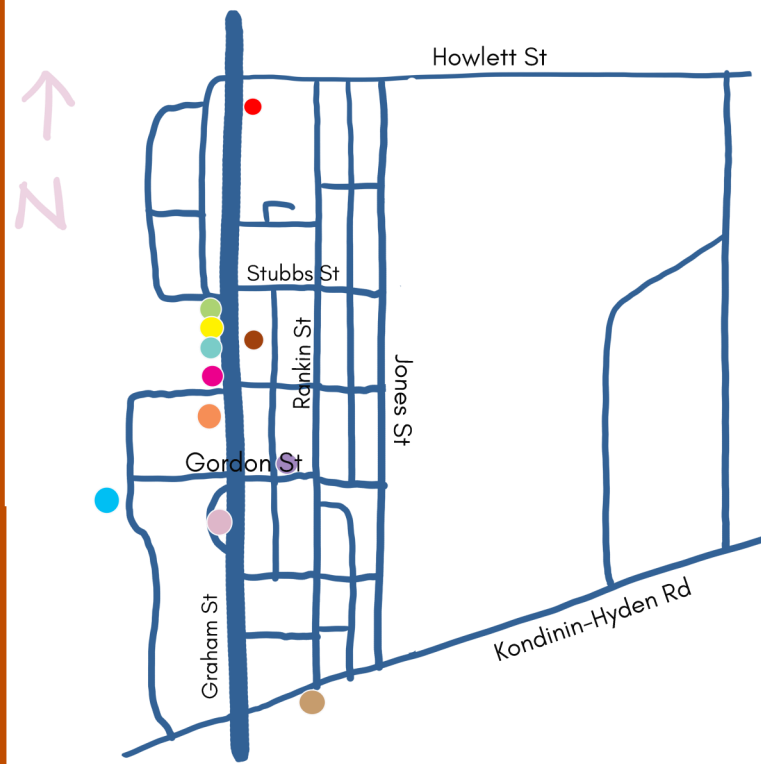 Howlett St
N
Stubbs St
Rankin St
Jones St
Gordon St
Graham St
Kondinin-Hyden Rd